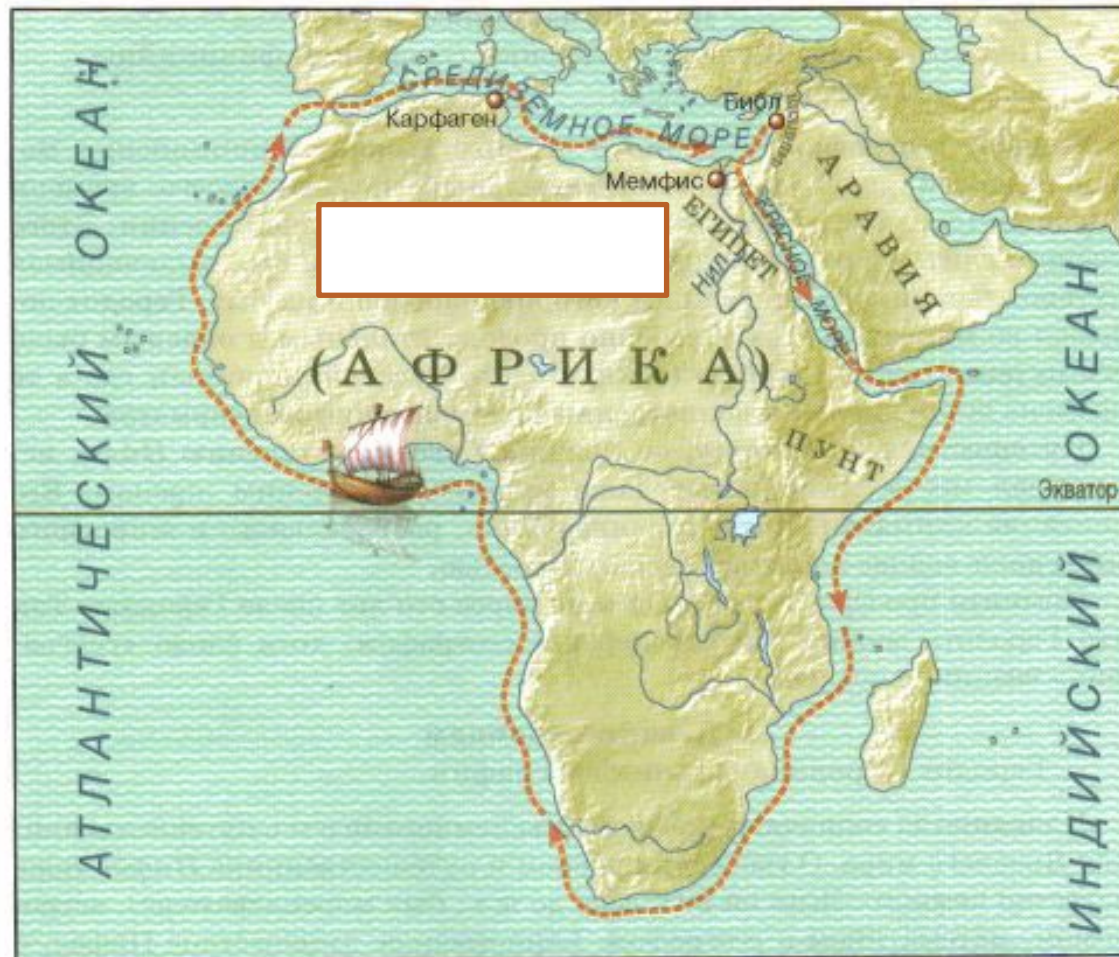 АТЛАНТИЧЕСКИЙ ОКЕАН
СРЕДИЗЕМНОЕ МОРЕ
Карфаген
Библ
Мемфис
ЕГИПЕТ
Нил
КРАСНОЕ МОРЕ
АРАВИЯ
(АФРИКА)
ПУНТ
Экватор
ИНДИЙСКИЙ ОКЕАН